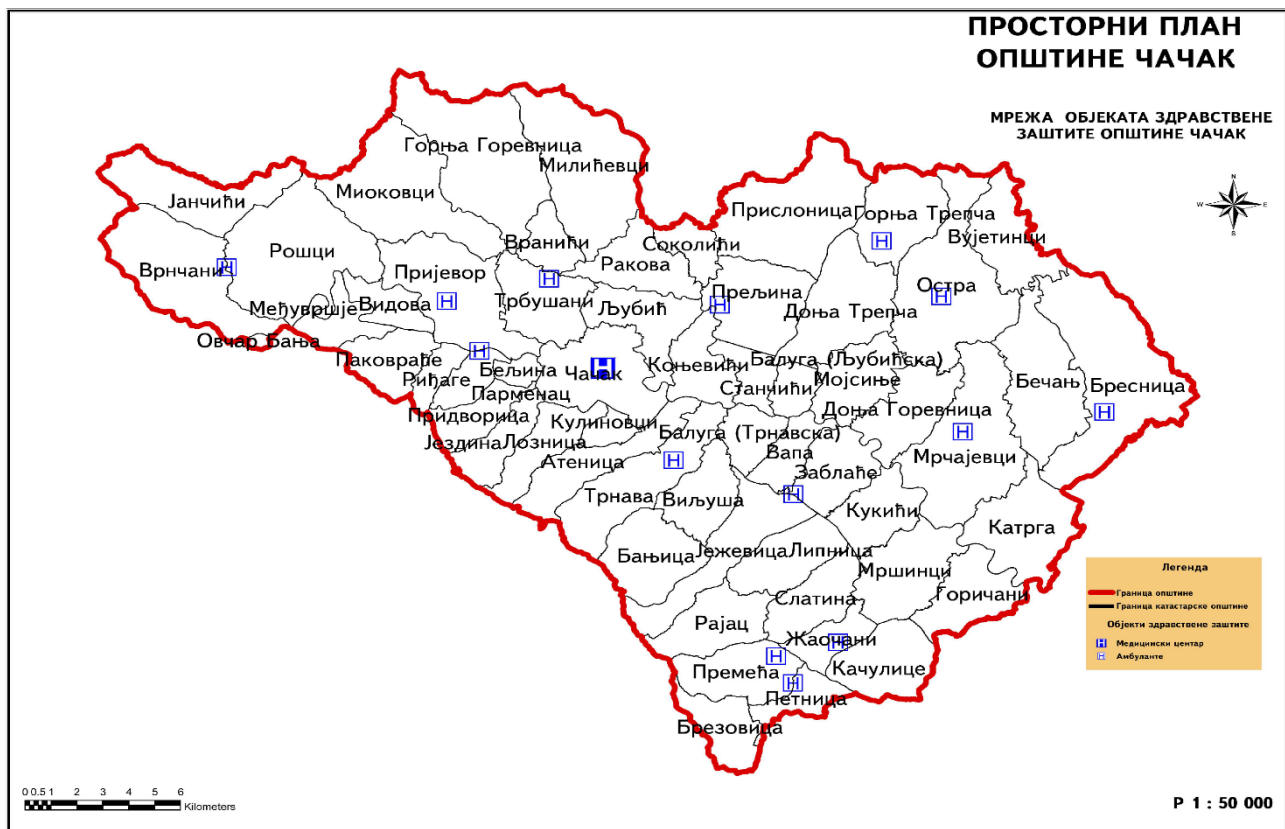 ПРОСТОРНИ ПЛАН
ОПШТИНЕ ЧАЧАК
МРЕЖА ОБЈЕКАТА ЗДРАВСТВЕНЕ
ЗАШТИТЕ ОПШТИНЕ ЧАЧАК
N
W E
S
Горња Горевница
Милићевци
Јанчићи
Миоковци
Прислоница
Горња Трепча
Вујетинци
Врнчани
Рошци
Вранићи
Соколићи
Ракова
Пријевор
Међувршје
Видова
Трбушани
Љубић
Прељина
Доња Трепча
Остра
Овчар Бања
Паковраће
Риђаге
Бељина
Чачак
Коњевићи
Балуга (Љубићска)
Станчићи
Мојсиње
Бечањ
Бресница
Парменац
Придворица
Кулиновци
Доња Горевница
Јездина
Лозница
Атеница
Балуга (Трнавска)
Вапа
Заблаће
Мрчајевци
Трнава
Виљуша
Кукићи
Катрга
Бањица
Јежевица
Липница
Мршинци
Горичани
Слатина
Рајац
Жаочани
Премећа
Качулице
Петница
Брезовица
Легенда
Граница општине
Граница катастарске општине
Објекти здравствене заштите
H Медицински центар
H Амбуланте
0 0.5 1 2 3 4 5 6
Kilometers
Р 1 : 50 000